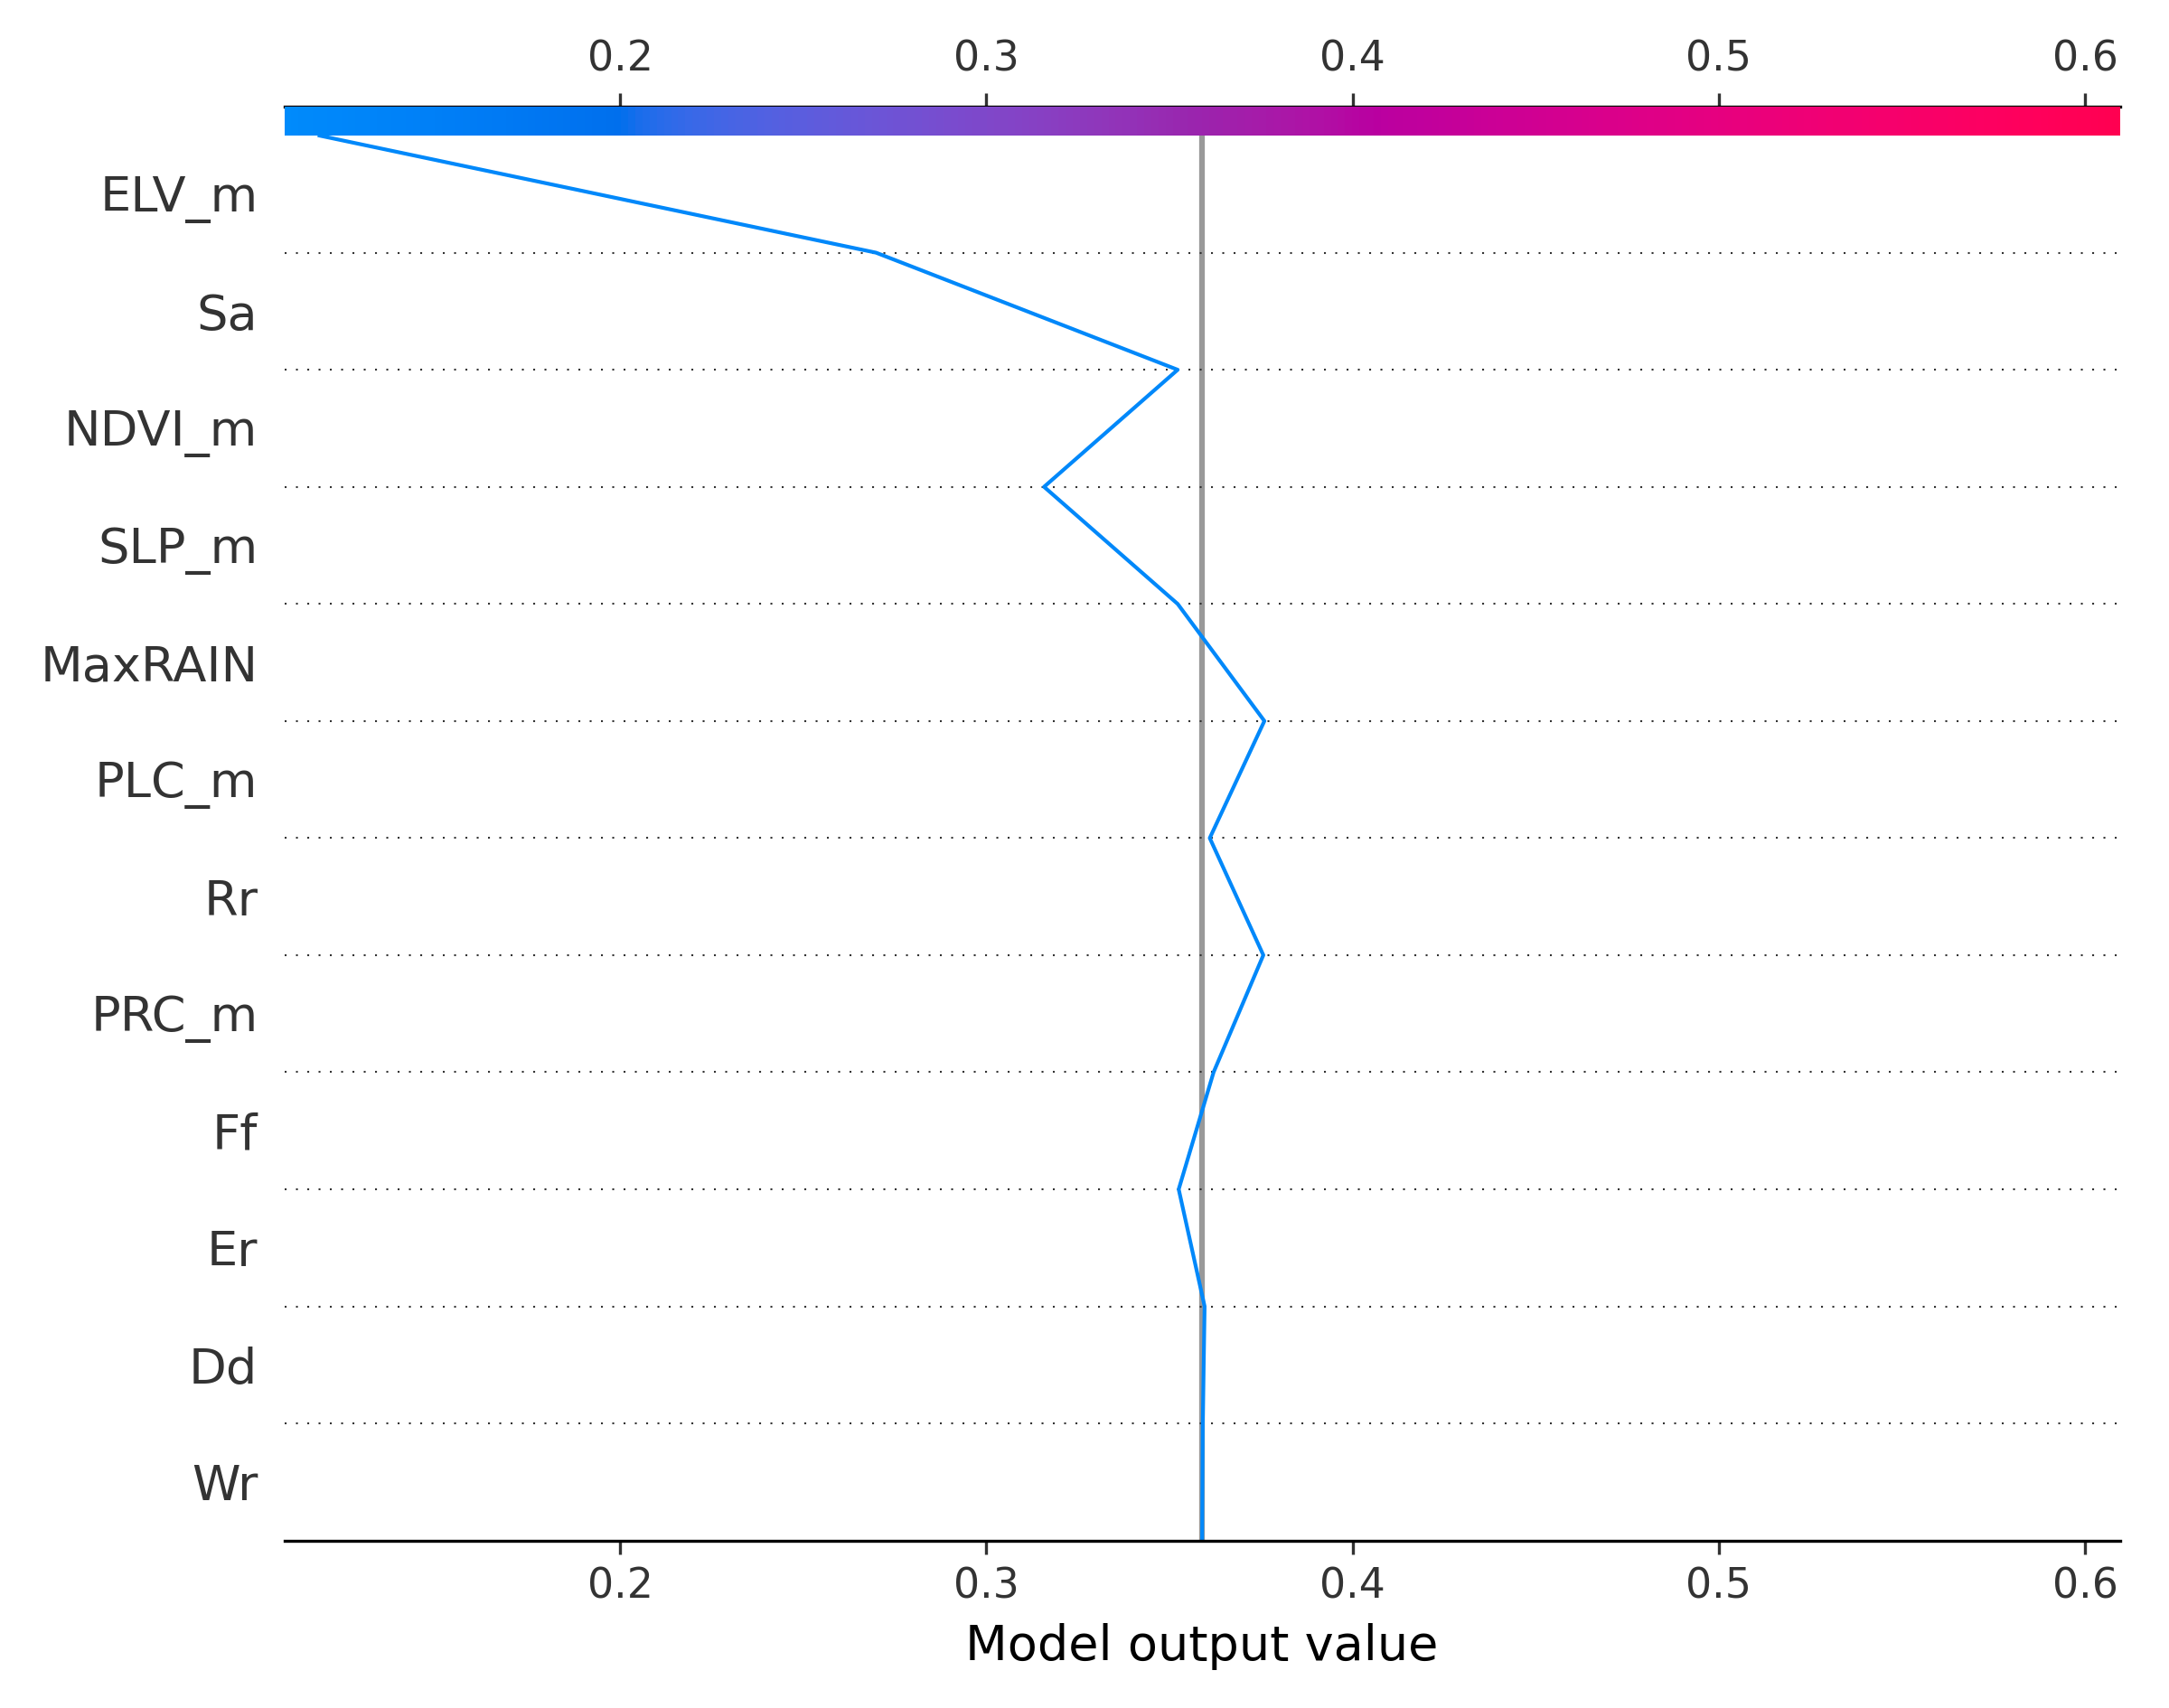 0.2 0.3 0.4 0.5 0.6
ELV_m
Sa
NDVI_m
SLP_m
MaxRAIN
PLC_m
Rr
PRC_m
Ff
Er
Dd
Wr
0.2 0.3 0.4 0.5 0.6
Model output value